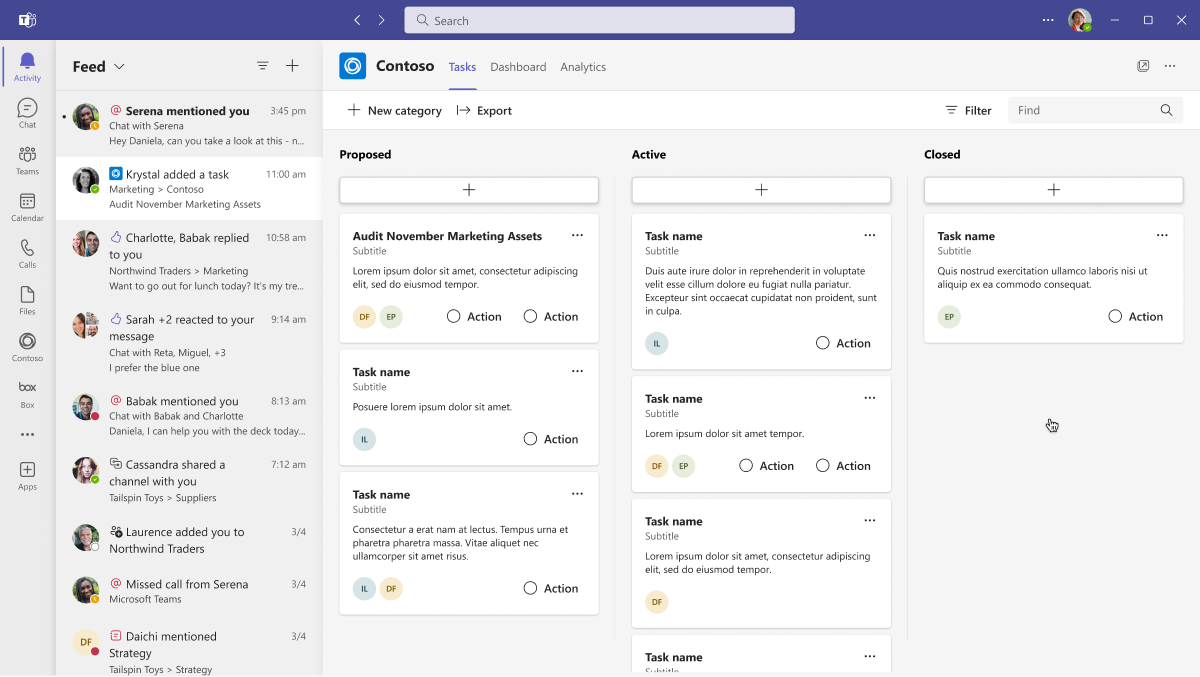 Search
Activity
Chat
Teams
Calendar
Calls
Files
Contoso
box
Box
Apps
Feed
Serena mentioned you 3:45 pm
Chat with Serena
Hey Daniela, can you take a look at this - n...
Krystal added a task 11:00 am
Marketing > Contoso
Audit November Marketing Assets
Charlotte, Babak replied 10:58 am
to you
Northwind Traders > Marketing
Want to go out for lunch today? It's my tre...
Sarah +2 reacted to your 9:14 am
message
Chat with Reta, Miguel, +3
I prefer the blue one
Babak mentioned you 8:13 am
Chat with Babak and Charlotte
Daniela, I can help you with the deck today...
Cassandra shared a 7:12 am
channel with you
Tailspin Toys > Suppliers
Laurence added you to 3/4
Northwind Traders
Missed call from Serena 3/4
Microsoft Teams
DF
Daichi mentioned 3/4
Strategy
Tailspin Toys > Strategy
Contoso Tasks Dashboard Analytics
New category Export Filter Find
Proposed
Audit November Marketing Assets
Subtitle
Lorem ipsum dolor sit amet, consectetur adipiscing
elit, sed do eiusmod tempor.
DF EP Action Action
Task name
Subtitle
Posuere lorem ipsum dolor sit amet.
IL Action
Task name
Subtitle
Consectetur a erat nam at lectus. Tempus urna et
pharetra pharetra massa. Vitae aliquet nec
ullamcorper sit amet risus.
IL DF Action
Active
Task name
Subtitle
Duis aute irure dolor in reprehenderit in voluptate
velit esse cillum dolore eu fugiat nulla pariatur.
Excepteur sint occaecat cupidatat non proident, sunt
in culpa.
IL Action
Task name
Subtitle
Lorem ipsum dolor sit amet tempor.
DF EP Action Action
Task name
Subtitle
Lorem ipsum dolor sit amet, consectetur adipiscing
elit, sed do eiusmod tempor.
DF
Task name
Subtitle
Closed
Task name
Subtitle
Quis nostrud exercitation ullamco laboris nisi ut
aliquip ex ea commodo consequat.
EP Action